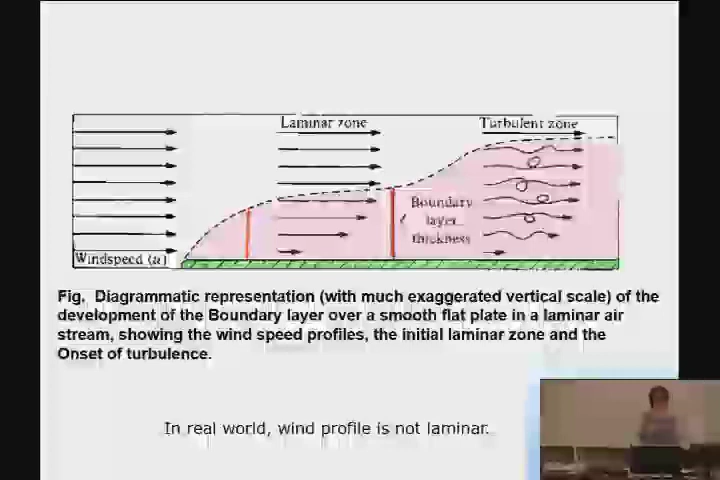 Laminar zone
Turbulent zone
Boundary
layer
thickness
Windspeed (u)
Fig. Diagrammatic representation (with much exaggerated vertical scale) of the
development of the Boundary layer over a smooth flat plate in a laminar air
stream, showing the wind speed profiles, the initial laminar zone and the
Onset of turbulence.
In real world, wind profile is not laminar.